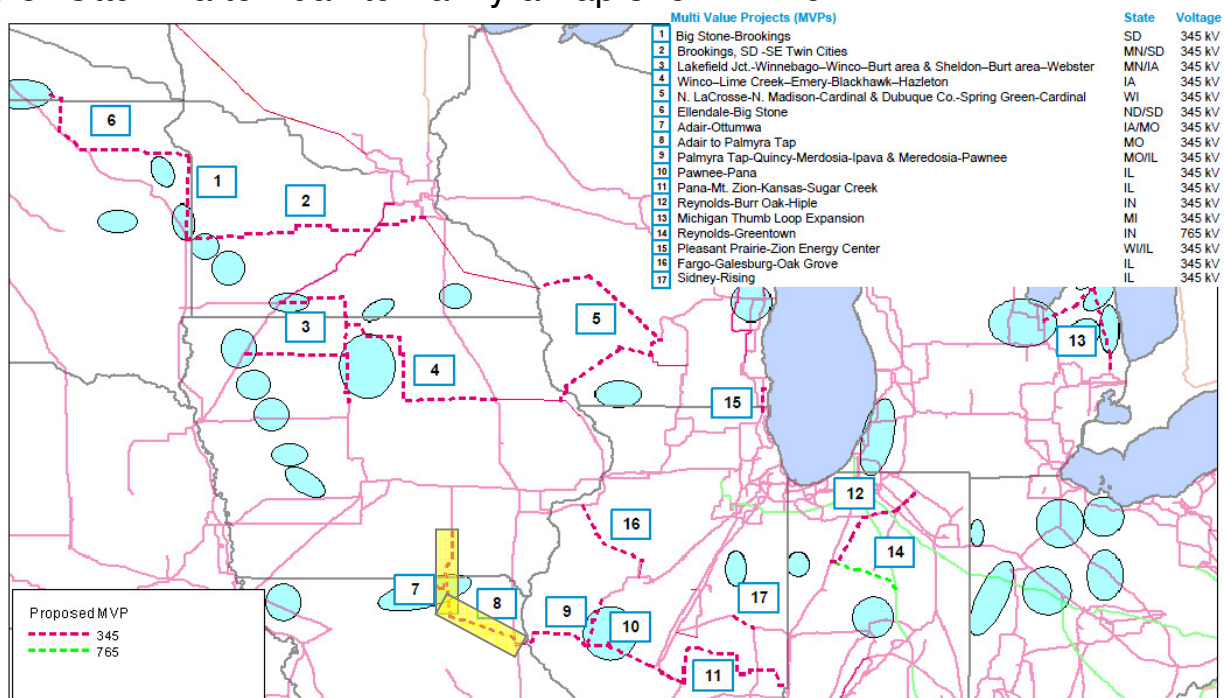 Multi Value Projects (MVPs) State Voltage
1 Big Stone-Brookings SD 345 kV
2 Brookings, SD -SE Twin Cities MN/SD 345 kV
3 Lakefield Jct.-Winnebago–Winco–Burt area & Sheldon–Burt area–Webster MN/IA 345 kV
4 Winco–Lime Creek–Emery-Blackhawk–Hazleton IA 345 kV
5 N. LaCrosse-N. Madison-Cardinal & Dubuque Co.-Spring Green-Cardinal WI 345 kV
6 Ellendale-Big Stone ND/SD 345 kV
7 Adair-Ottumwa IA/MO 345 kV
8 Adair to Palmyra Tap MO 345 kV
9 Palmyra Tap-Quincy-Merdosia-Ipava & Meredosia-Pawnee MO/IL 345 kV
10 Pawnee-Pana IL 345 kV
11 Pana-Mt. Zion-Kansas-Sugar Creek IL 345 kV
12 Reynolds-Burr Oak-Hiple IN 345 kV
13 Michigan Thumb Loop Expansion MI 345 kV
14 Reynolds-Greentown IN 765 kV
15 Pleasant Prairie-Zion Energy Center WI/IL 345 kV
16 Fargo-Galesburg-Oak Grove IL 345 kV
17 Sidney-Rising IL 345 kV
6
1
2
5
3
13
4
15
12
16
14
7
8
17
9
10
11
Proposed MVP
345
765